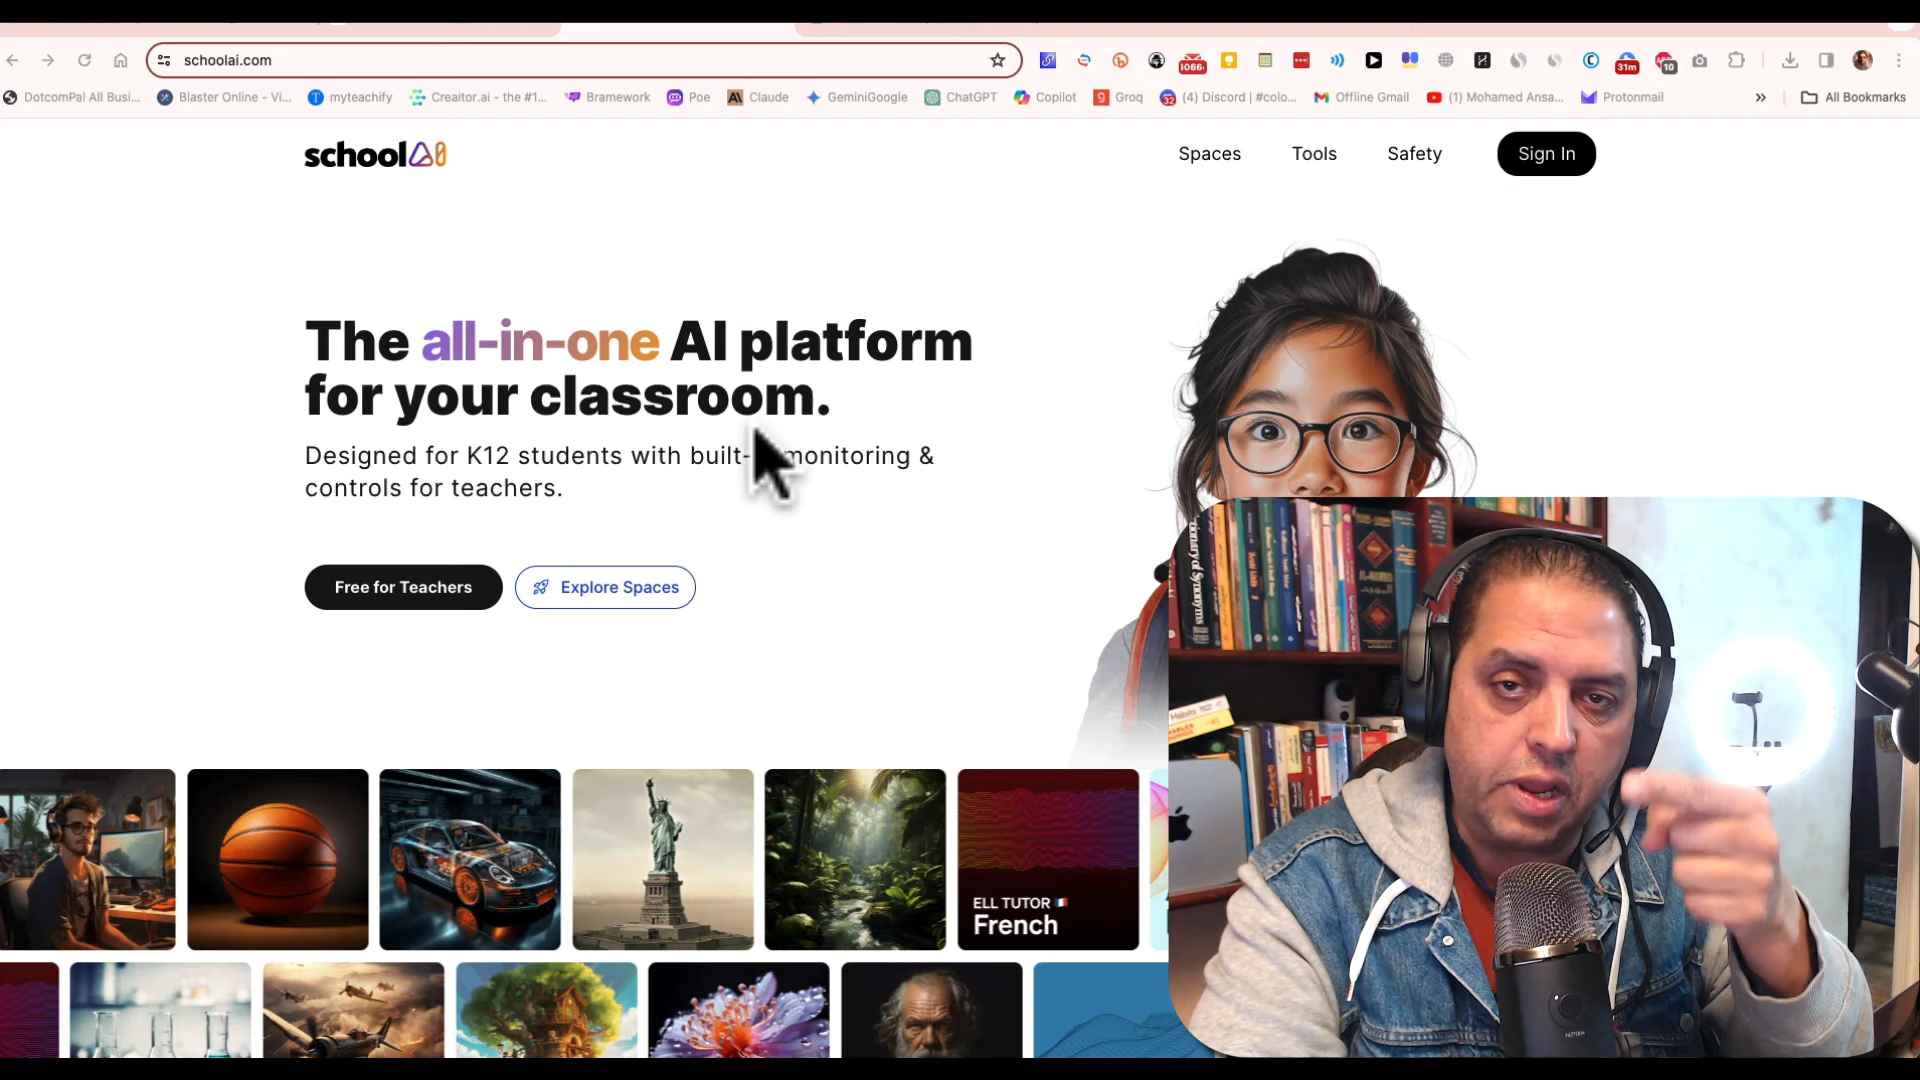 schoolai.com
1066
31m
10
DotcomPal All Busi...
Blaster Online - Vi...
myteachify
Creaitor.ai - the #1...
Bramework
Poe
Claude
GeminiGoogle
ChatGPT
Copilot
Groq
(4) Discord | #colo...
Offline Gmail
(1) Mohamed Ansa...
Protonmail
All Bookmarks
schoolAI
Spaces
Tools
Safety
Sign In
The all-in-one AI platform
for your classroom.
Designed for K12 students with built- monitoring &
controls for teachers.
Free for Teachers
Explore Spaces
ELL TUTOR
French